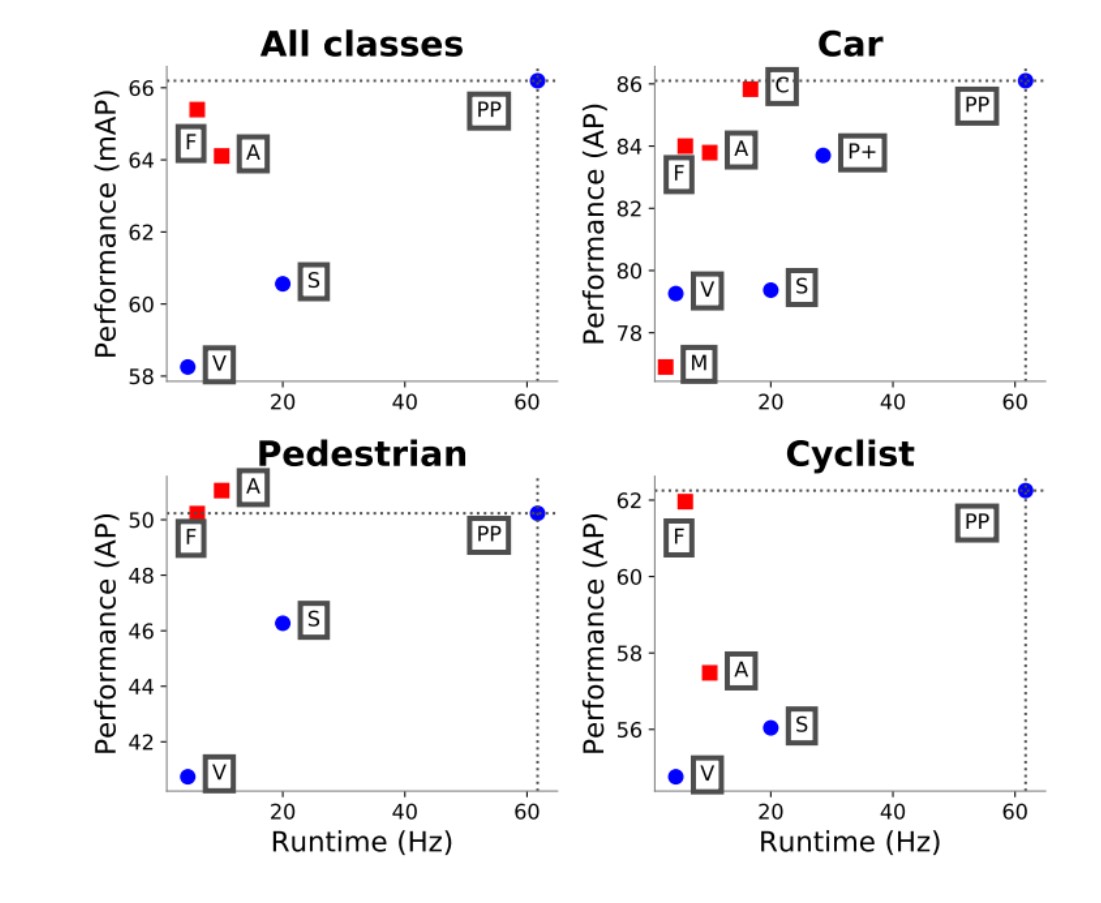 All classes
Performance (mAP)
66
64
62
60
58
F
A
S
V
PP
20
40
60
Car
Performance (AP)
86
84
82
80
78
C
F
A
P+
V
S
M
PP
20
40
60
Pedestrian
Performance (AP)
50
48
46
44
42
A
F
PP
S
V
20
40
60
Runtime (Hz)
Cyclist
Performance (AP)
62
60
58
56
F
PP
A
S
V
20
40
60
Runtime (Hz)